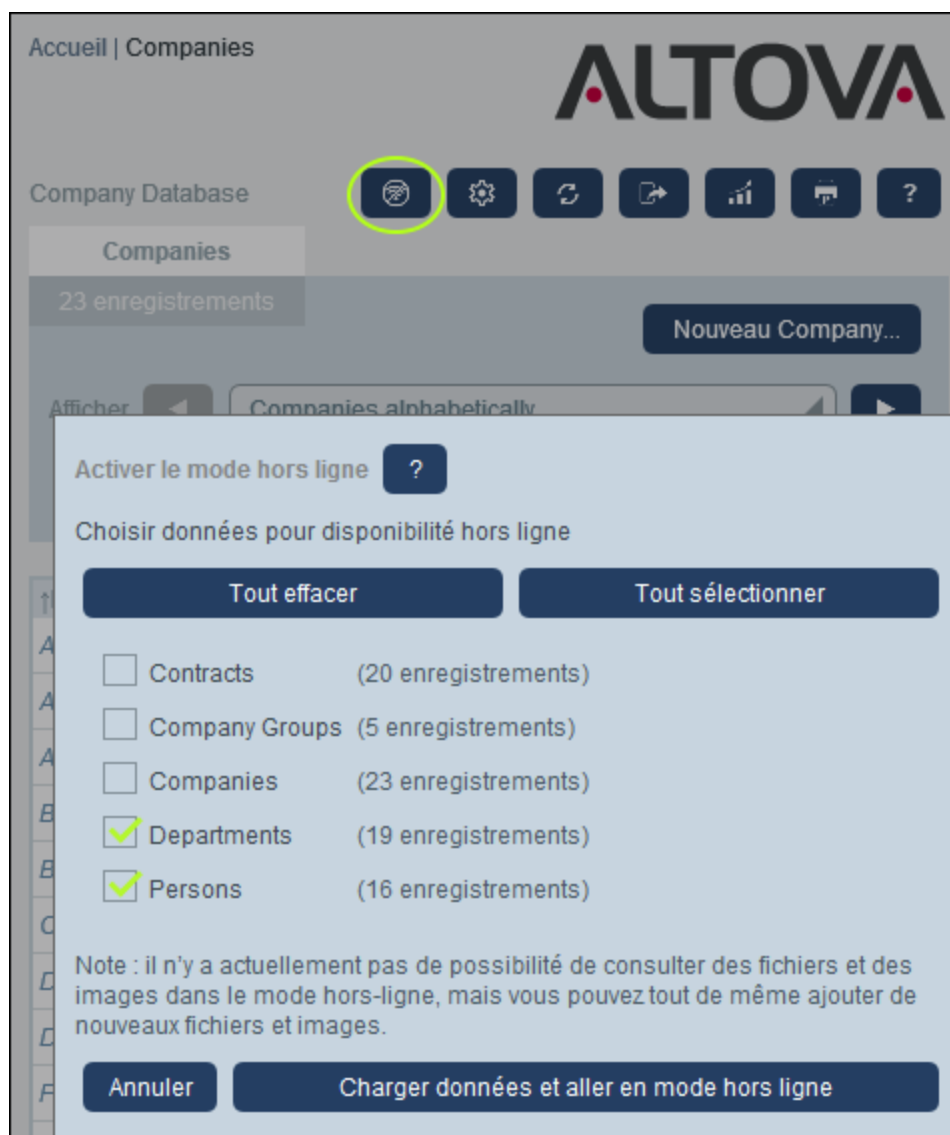 Accueil | Companies
ALTOVA
Company Database
?
Companies
23 enregistrements
Nouveau Company...
Afficher
Companies alphabetically
Activer le mode hors ligne ?
Choisir données pour disponibilité hors ligne
Tout effacer Tout sélectionner
A
Contracts (20 enregistrements)
A
Company Groups (5 enregistrements)
A
Companies (23 enregistrements)
B
Departments (19 enregistrements)
B
Persons (16 enregistrements)
C
Note : il n'y a actuellement pas de possibilité de consulter des fichiers et des
D
images dans le mode hors-ligne, mais vous pouvez tout de même ajouter de
nouveaux fichiers et images.
D
Annuler Charger données et aller en mode hors ligne
F